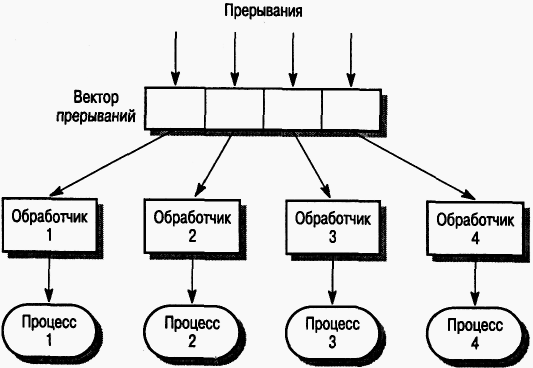 Прерывания
Вектор
прерываний
Обработчик
1
Обработчик
2
Обработчик
3
Обработчик
4
Процесс
1
Процесс
2
Процесс
3
Процесс
4